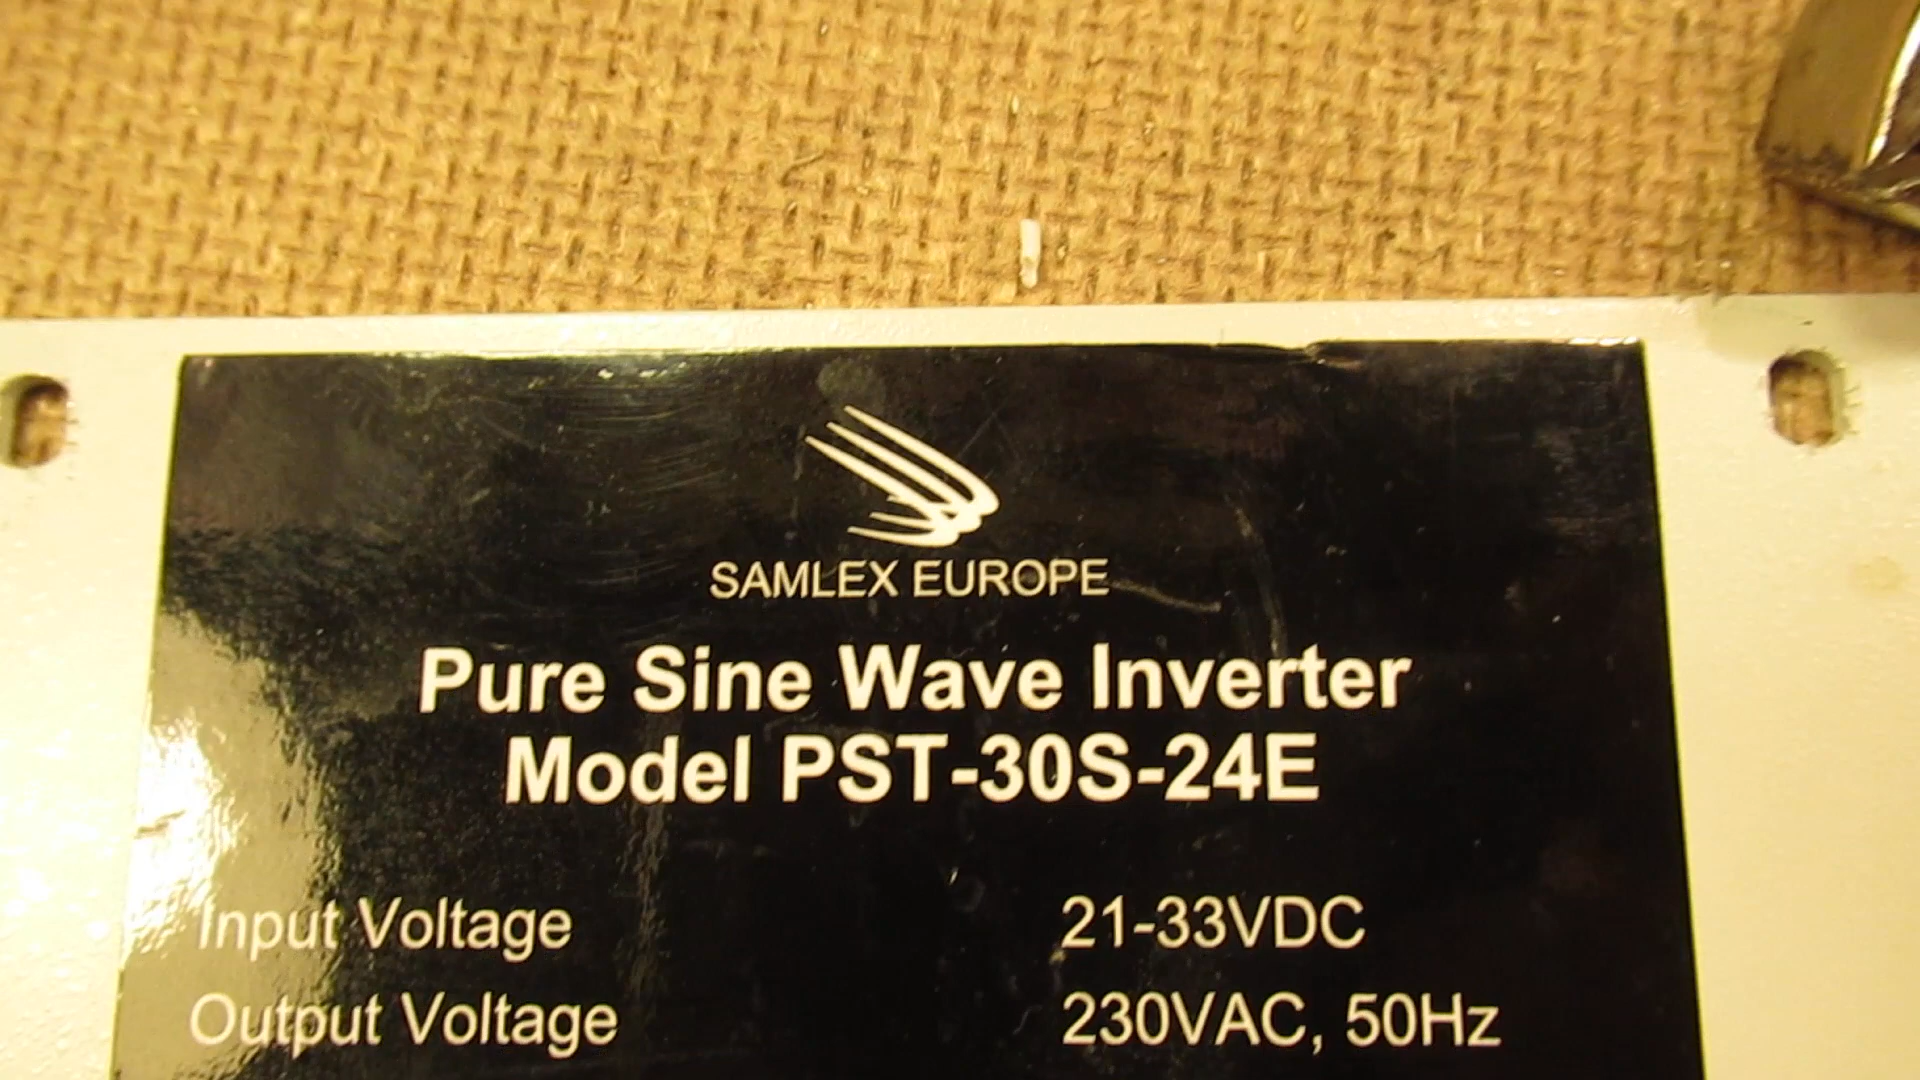 SAMLEX EUROPE
Pure Sine Wave Inverter
Model PST-30S-24E
Input Voltage 21-33VDC
Output Voltage 230VAC, 50Hz